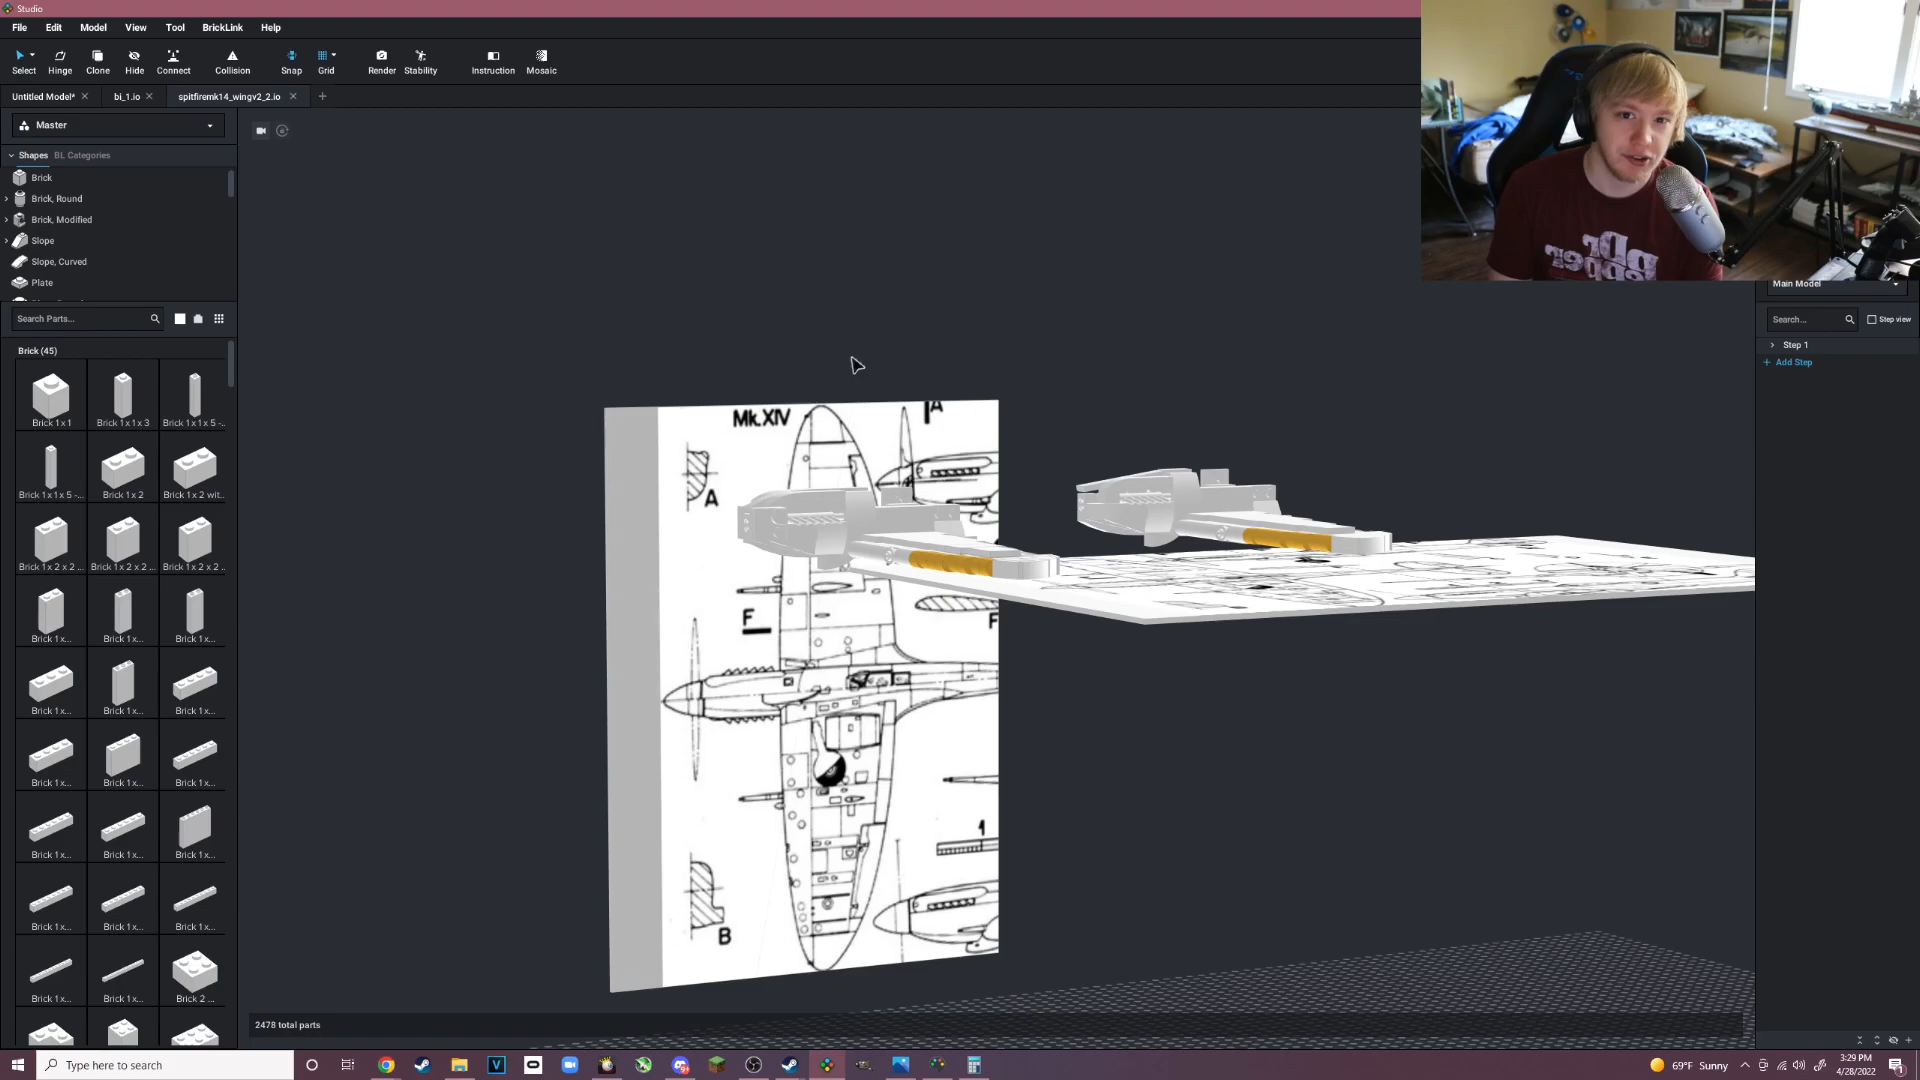 Studio
File Edit Model View Tool BrickLink Help
Select Hinge Clone Hide Connect Collision Snap Grid Render Stability Instruction Mosaic
Untitled Model* bi_1.io spitfiremk14_wingv2_2.io
Master
Shapes BL Categories
Brick
Brick, Round
Brick, Modified
Slope
Slope, Curved
Plate
Search Parts...
Brick (45)
Brick 1 x 1 Brick 1 x 1 x 3 Brick 1 x 1 x 5 -..
Brick 1 x 1 x 5 -... Brick 1 x 2 Brick 1 x 2 wit..
Brick 1 x 2 x 2 ... Brick 1 x 2 x 2 ... Brick 1 x 2 x 2 ..
Brick 1 x... Brick 1 x... Brick 1 x...
Brick 1 x... Brick 1 x... Brick 1 x...
Brick 1 x... Brick 1 x... Brick 1 x...
Brick 1 x... Brick 1 x... Brick 1 x...
Brick 1 x... Brick 1 x... Brick 1 x...
Brick 1 x... Brick 1 x... Brick 2 ...
Mk.XIV
A
A
F
F
1
B
2478 total parts
Main Model
Search... Step view
Step 1
+ Add Step
Type here to search
69°F Sunny
3:29 PM
4/28/2022